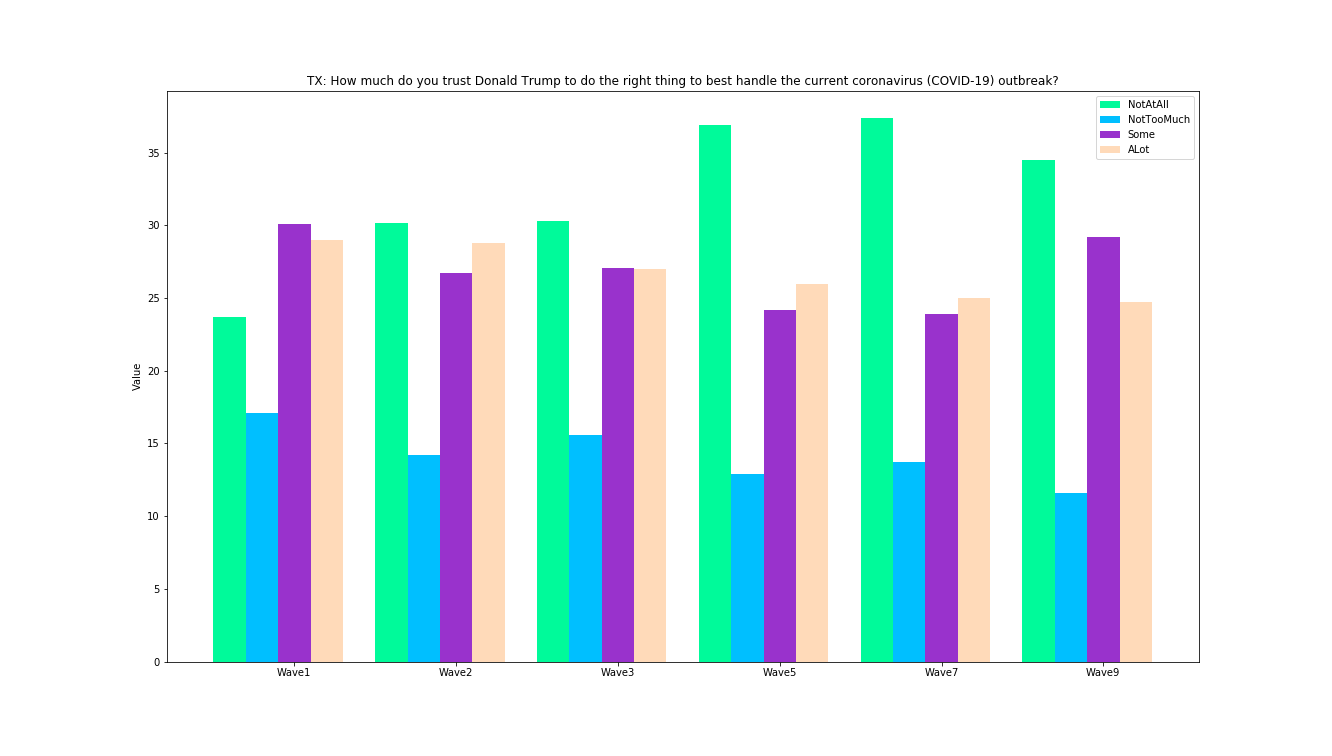 TX: How much do you trust Donald Trump to do the right thing to best handle the current coronavirus (COVID-19) outbreak?
NotAtAll
NotTooMuch
Some
ALot
Value
35
30
25
20
15
10
5
0
Wave1 Wave2 Wave3 Wave5 Wave7 Wave9